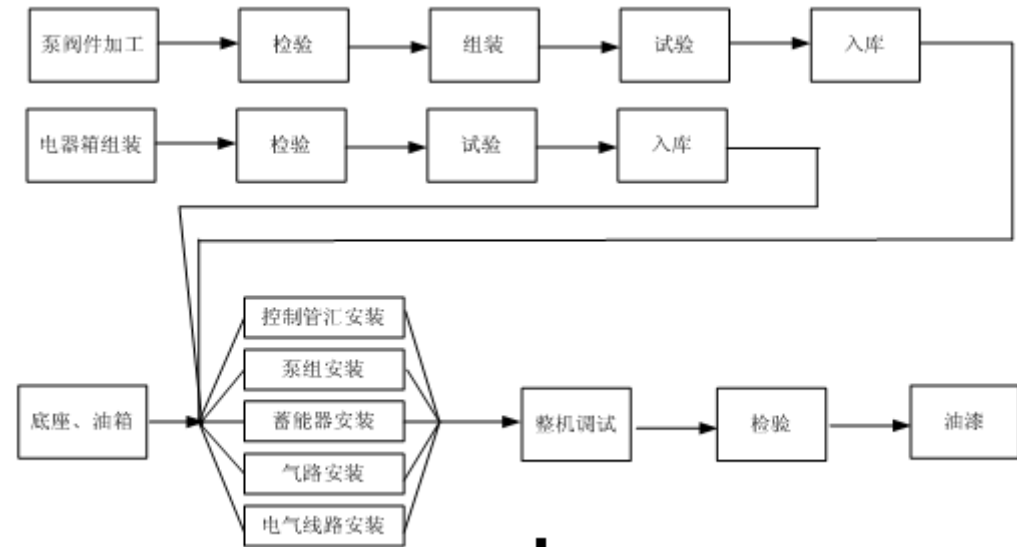 泵阀件加工
检验
组装
试验
入库
电器箱组装
检验
试验
入库
控制管汇安装
泵组安装
底座、油箱
蓄能器安装
气路安装
电气线路安装
整机调试
检验
油漆